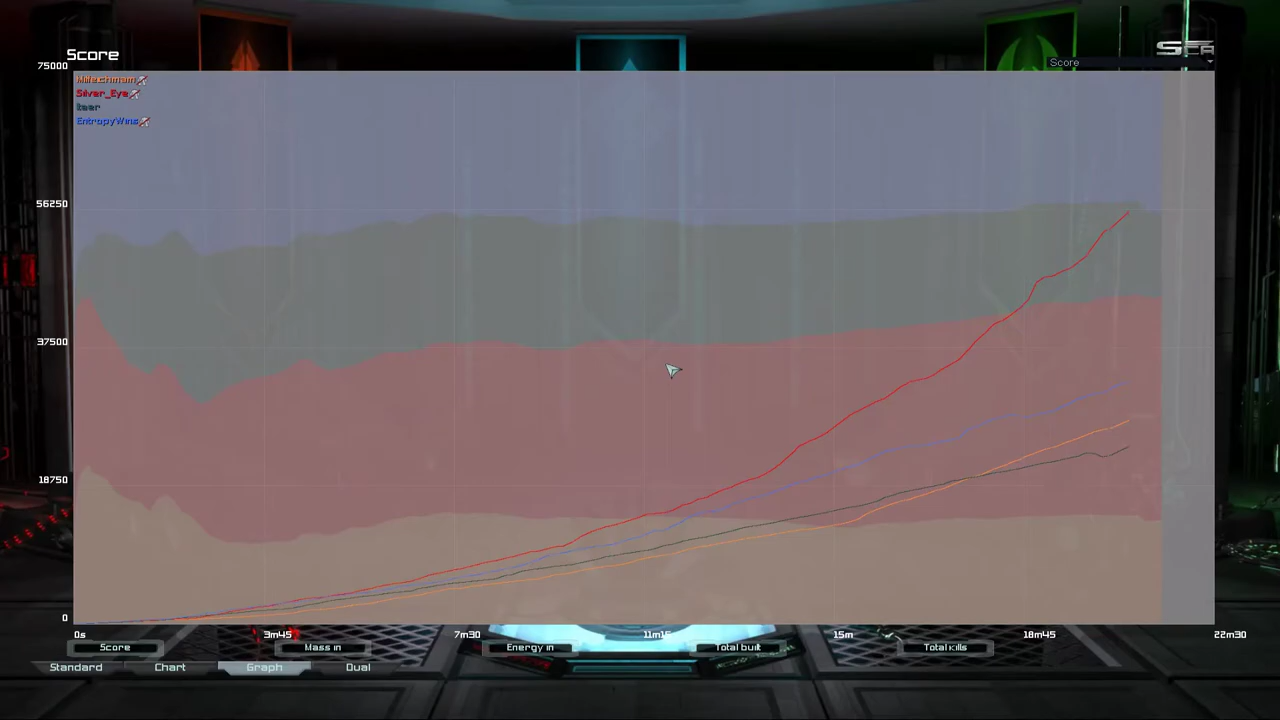 Score
75000
Score
Silver_Eye
EntropyWins
56250
37500
18750
0
0s
3m45
7m30
11m15
15m
18m45
22m30
Score
Mass in
Energy in
Total built
Total kills
Standard
Chart
Graph
Dual